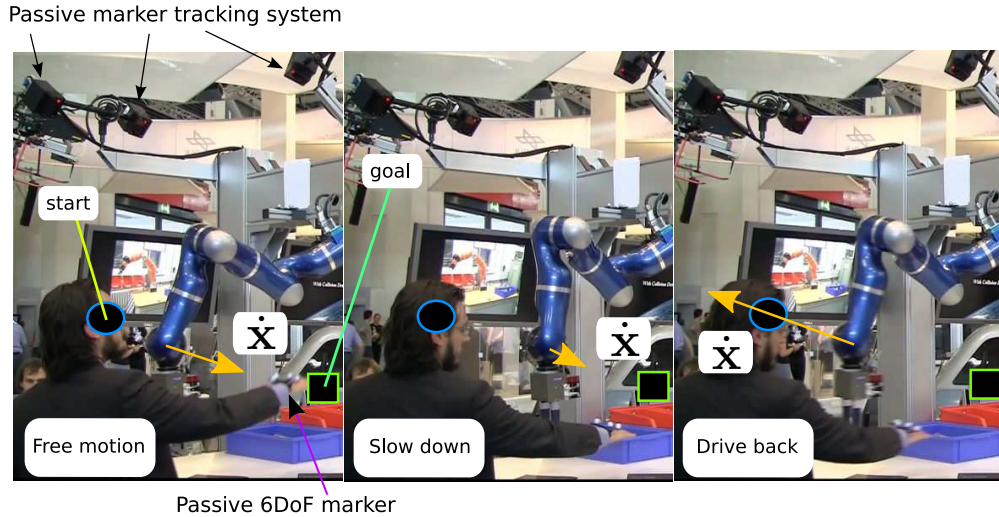 Passive marker tracking system
start
goal
ẋ
ẋ
ẋ
Free motion
Slow down
Drive back
Passive 6DoF marker